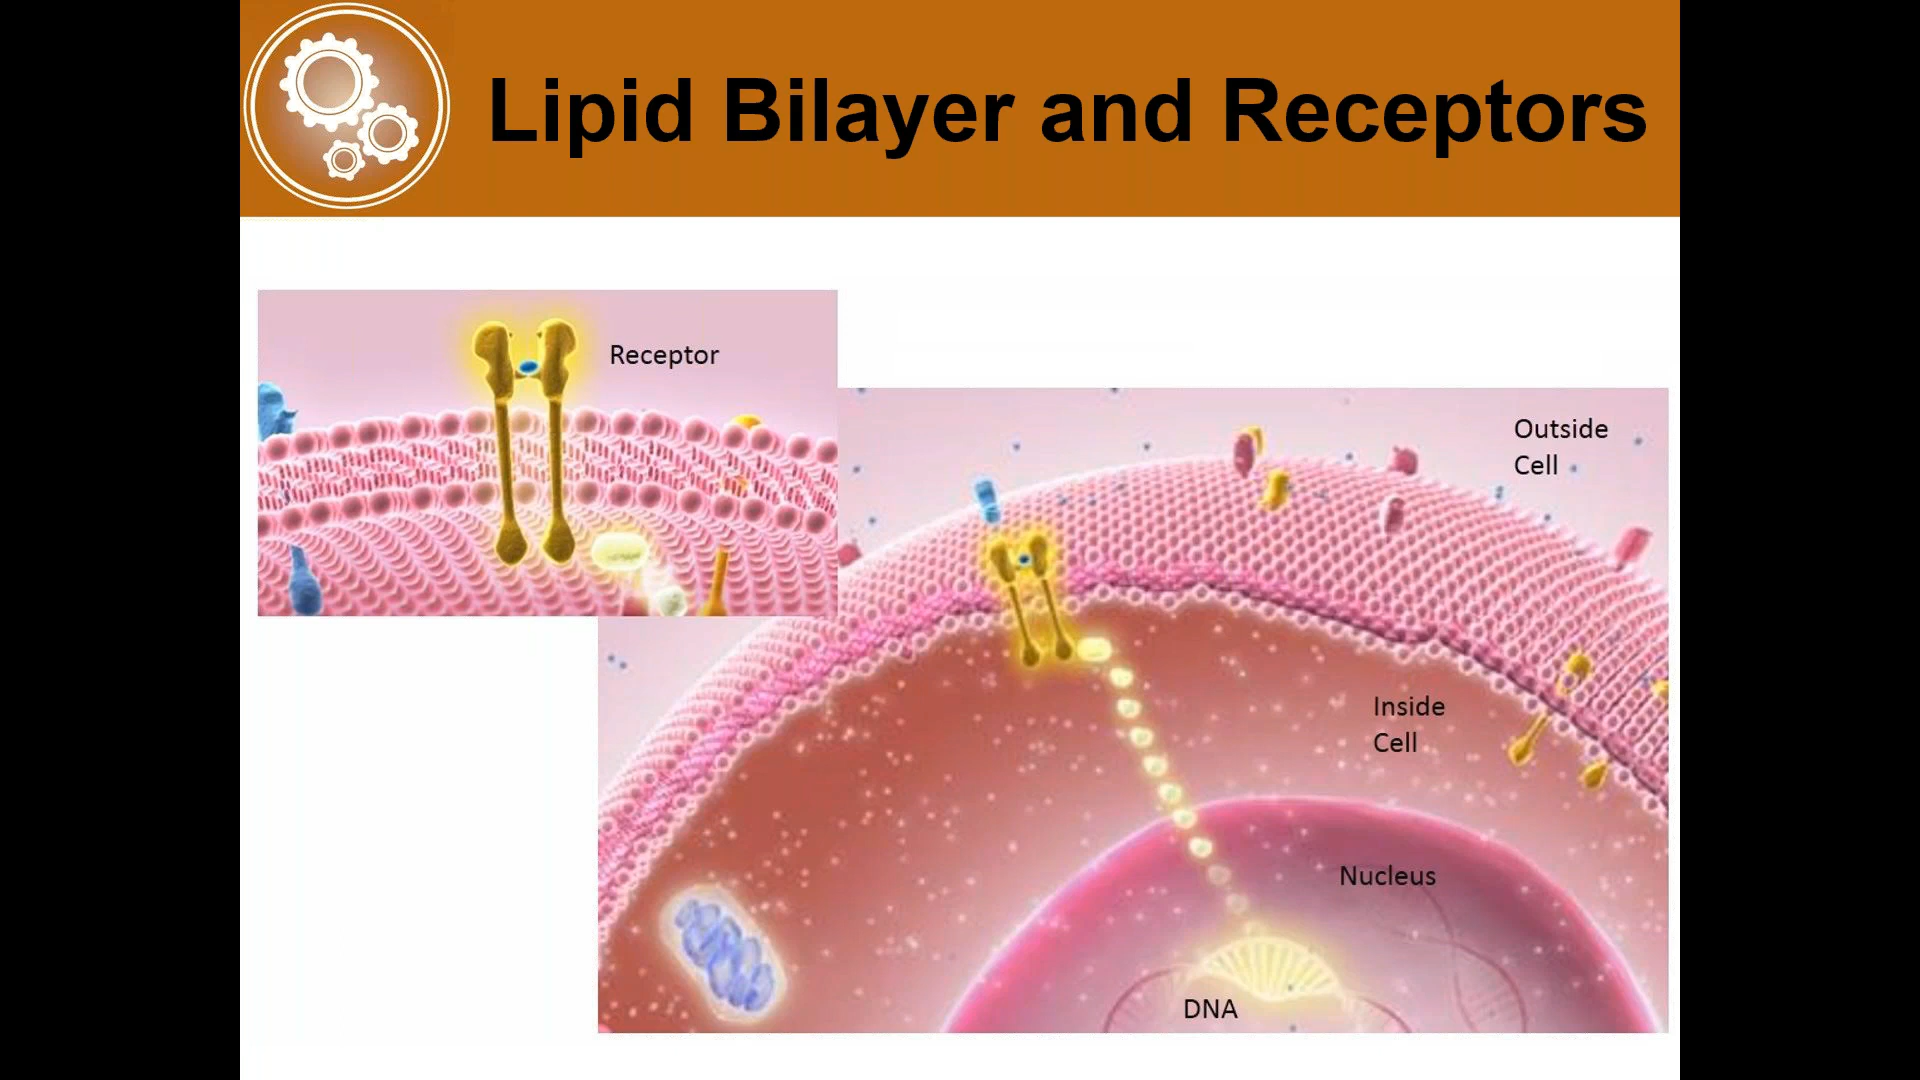 Lipid Bilayer and Receptors
Receptor
Outside
Cell
Inside
Cell
Nucleus
DNA